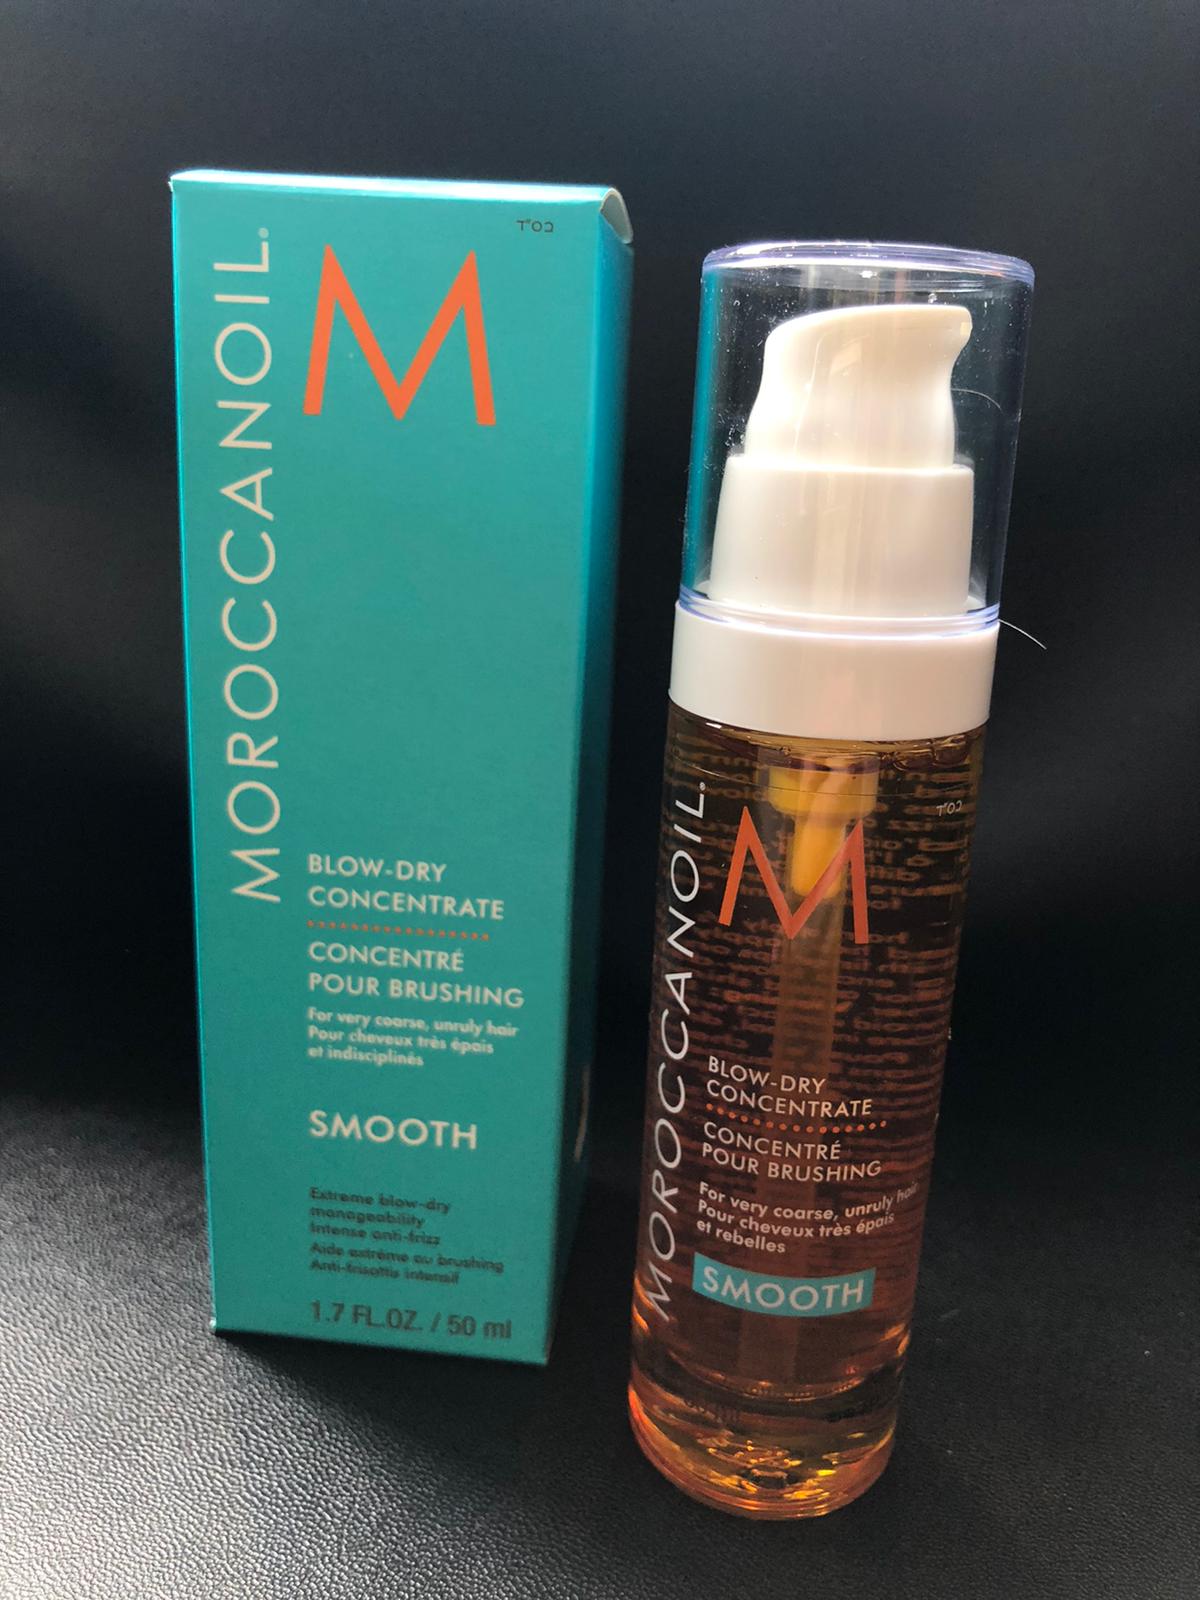 בס"ד
MOROCCANOIL®
M
BLOW-DRY
CONCENTRATE
CONCENTRÉ
POUR BRUSHING
For very coarse, unruly hair
Pour cheveux très épais
et indisciplinés
SMOOTH
Extreme blow-dry
manageability
Intense anti-frizz
Aide extrême au brushing
Anti-frisottis intensif
1.7 FL.OZ. / 50 ml
בס"ד
MOROCCANOIL®
M
BLOW-DRY
CONCENTRATE
CONCENTRÉ
POUR BRUSHING
For very coarse, unruly hair
Pour cheveux très épais
et rebelles
SMOOTH